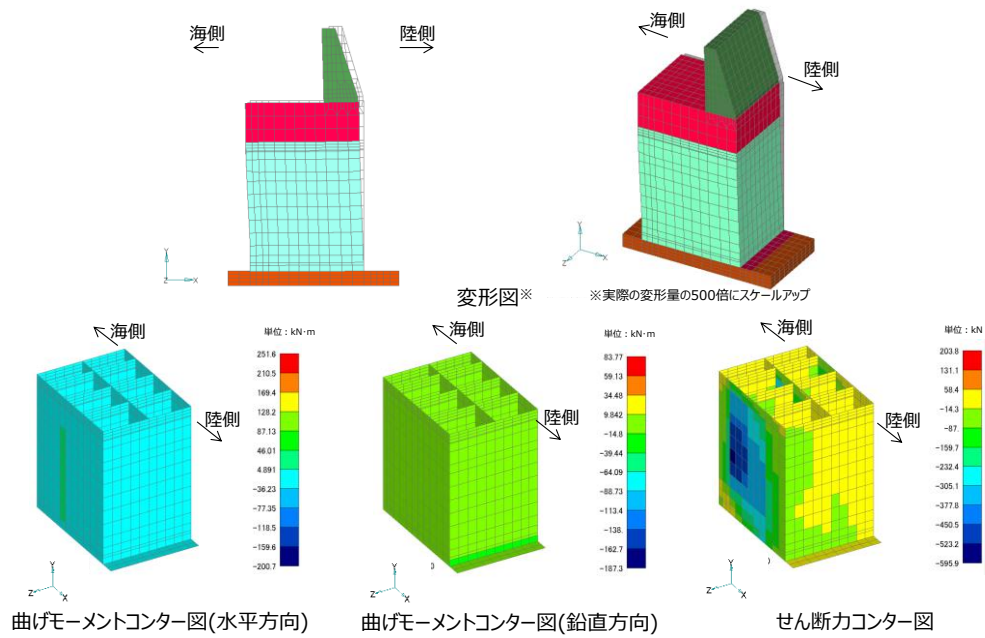 海側
陸側
海側
陸側
Y
Z
X
Y
Z
X
変形図※
※実際の変形量の500倍にスケールアップ
海側
陸側
単位：kN·m
251.6
210.5
169.4
128.2
87.13
46.01
4.891
-36.23
-77.35
-118.5
-159.6
-200.7
Y
Z
X
曲げモーメントコンター図(水平方向)
海側
陸側
単位：kN·m
83.77
59.13
34.48
9.842
-14.8
-39.44
-64.09
-88.73
-113.4
-138.
-162.7
-187.3
Y
Z
X
曲げモーメントコンター図(鉛直方向)
海側
陸側
単位：kN
203.8
131.1
58.4
-14.3
-87.
-159.7
-232.4
-305.1
-377.8
-450.5
-523.2
-595.9
Y
Z
X
せん断力コンター図